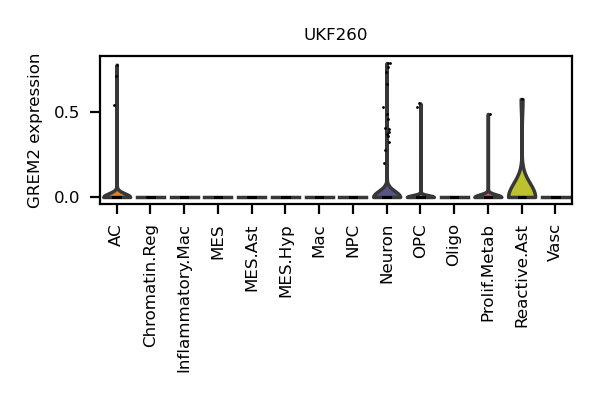 UKF260
GREM2 expression
0.5
0.0
AC
Chromatin.Reg
Inflammatory.Mac
MES
MES.Ast
MES.Hyp
Mac
NPC
Neuron
OPC
Oligo
Prolif.Metab
Reactive.Ast
Vasc